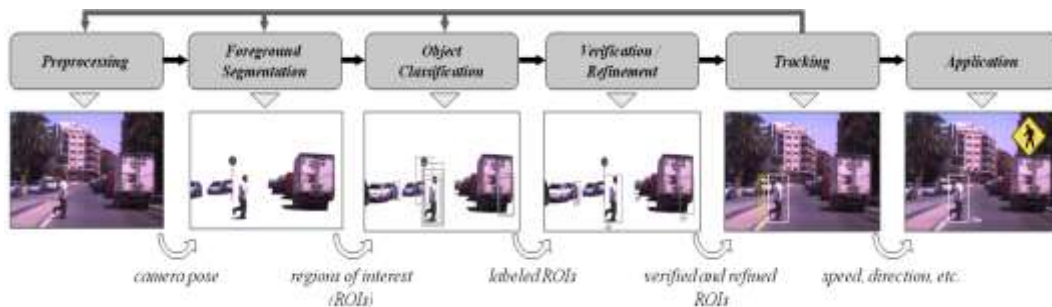 Preprocessing
Foreground
Segmentation
Object
Classification
Verification /
Refinement
Tracking
Application
camera pose
regions of interest
(ROIs)
labeled ROIs
verified and refined
ROIs
speed, direction, etc.